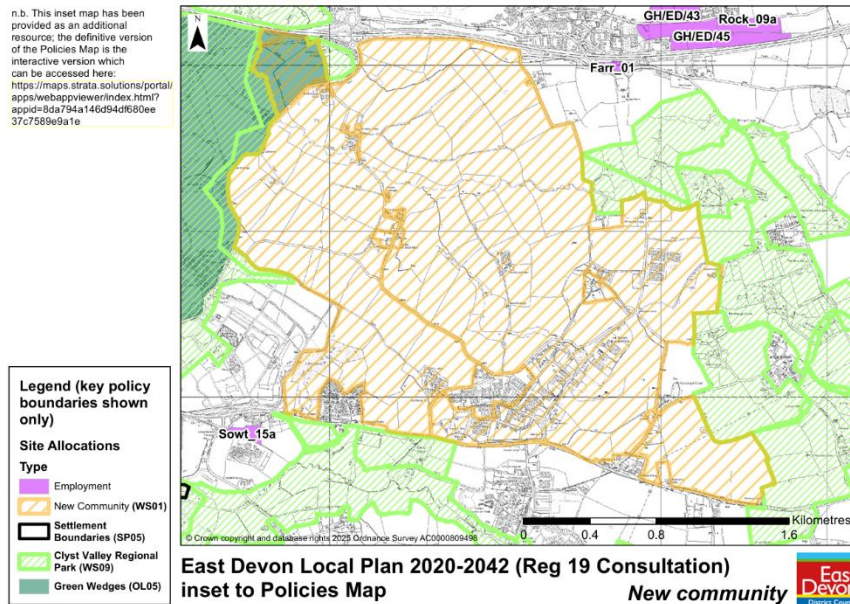 n.b. This inset map has been
provided as an additional
resource; the definitive version
of the Policies Map is the
interactive version which
can be accessed here:
https://maps.strata.solutions/portal/
apps/webappviewer/index.html?
appid=8da794a146d94df680ee
37c7589e9a1e
N
GH/ED/43
Rock_09a
GH/ED/45
Farr_01
Sowt_15a
Legend (key policy
boundaries shown
only)
Site Allocations
Type
Employment
New Community (WS01)
Settlement
Boundaries (SP05)
Clyst Valley Regional
Park (WS09)
Green Wedges (OL05)
Kilometres
0 0.4 0.8 1.6
© Crown copyright and database rights 2025 Ordnance Survey AC0000809498
East Devon Local Plan 2020-2042 (Reg 19 Consultation)
inset to Policies Map
New community
East
Devon
District Council